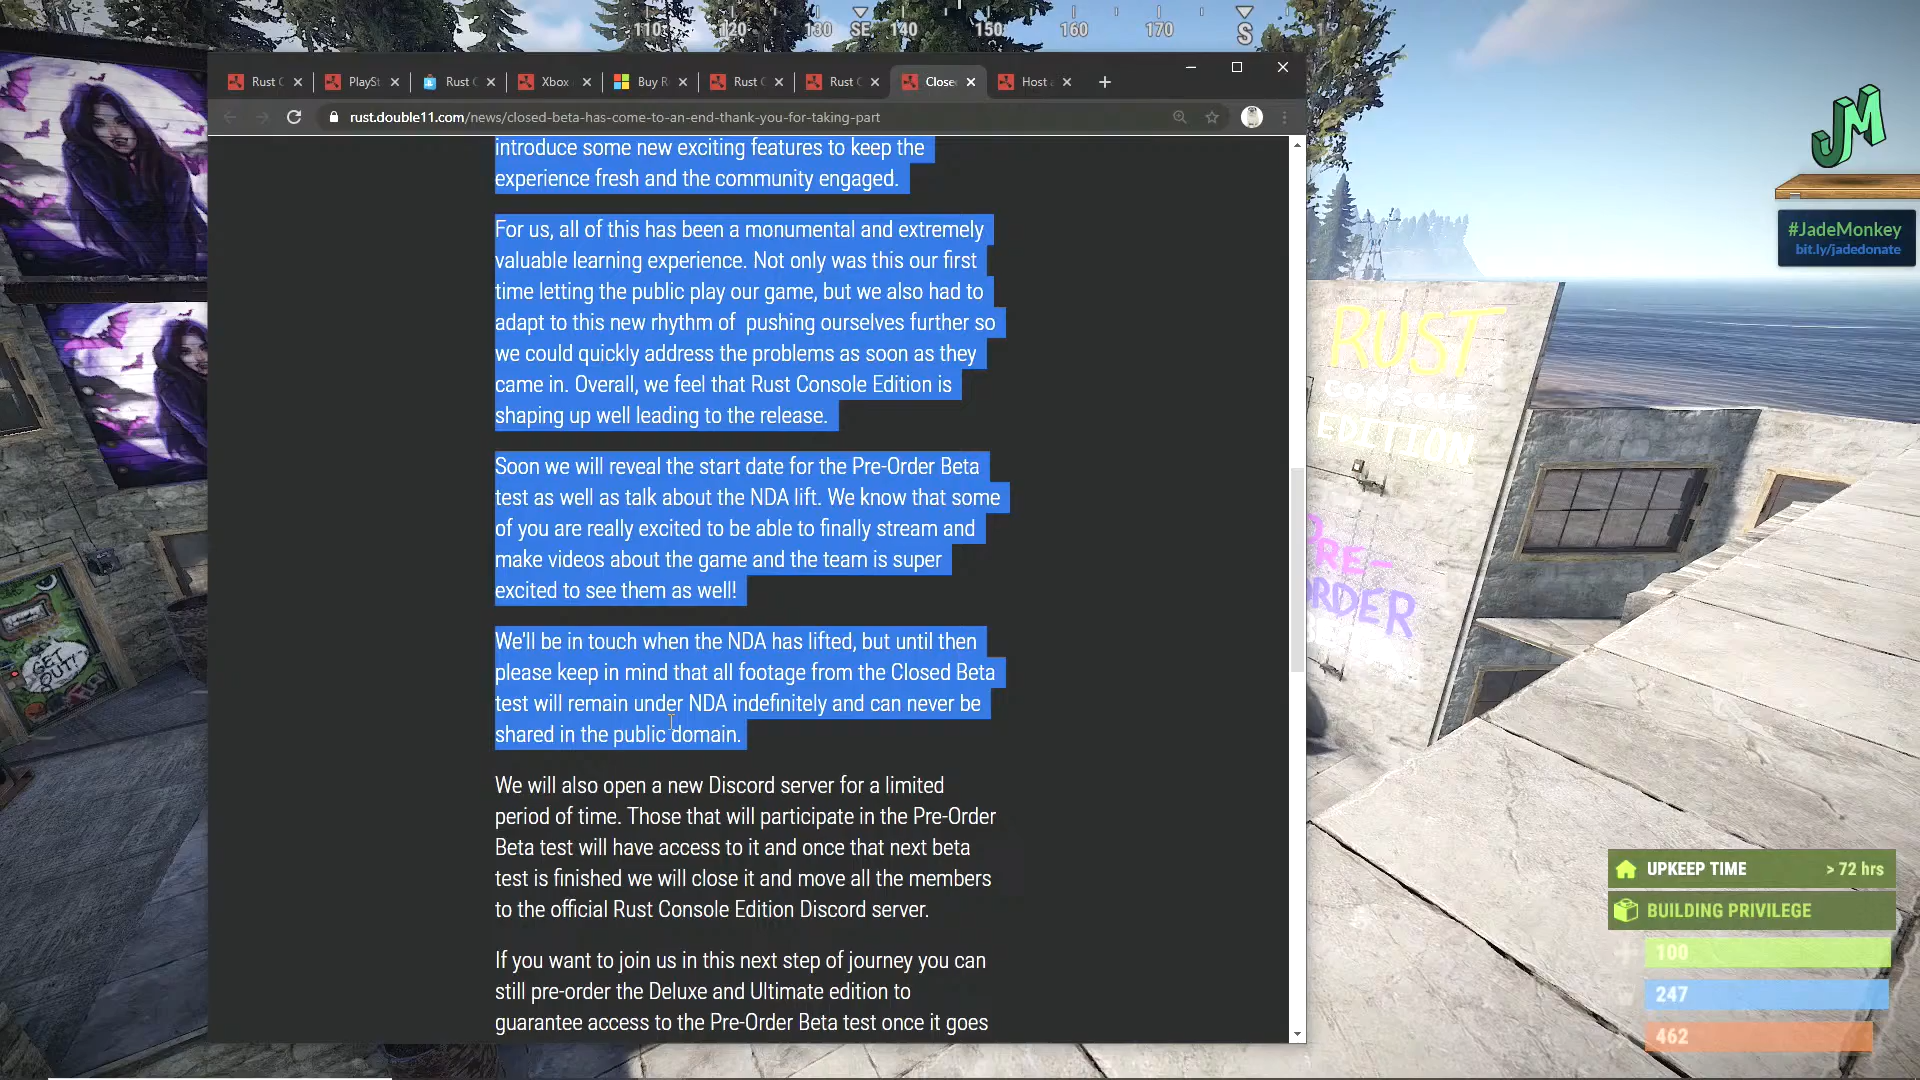 110 120 130 SE 140 150 160 170 S
Rust C PlaySt Rust C Xbox Buy R Rust C Rust C Close Host a
rust.double11.com/news/closed-beta-has-come-to-an-end-thank-you-for-taking-part
introduce some new exciting features to keep the
experience fresh and the community engaged.
For us, all of this has been a monumental and extremely
valuable learning experience. Not only was this our first
time letting the public play our game, but we also had to
adapt to this new rhythm of  pushing ourselves further so
we could quickly address the problems as soon as they
came in. Overall, we feel that Rust Console Edition is
shaping up well leading to the release.
Soon we will reveal the start date for the Pre-Order Beta
test as well as talk about the NDA lift. We know that some
of you are really excited to be able to finally stream and
make videos about the game and the team is super
excited to see them as well!
We'll be in touch when the NDA has lifted, but until then
please keep in mind that all footage from the Closed Beta
test will remain under NDA indefinitely and can never be
shared in the public domain.
We will also open a new Discord server for a limited
period of time. Those that will participate in the Pre-Order
Beta test will have access to it and once that next beta
test is finished we will close it and move all the members
to the official Rust Console Edition Discord server.
If you want to join us in this next step of journey you can
still pre-order the Deluxe and Ultimate edition to
guarantee access to the Pre-Order Beta test once it goes
JM
#JadeMonkey
bit.ly/jadedonate
RUST
CONSOLE
EDITION
PRE-
ORDER
GET
OUT!
UPKEEP TIME > 72 hrs
BUILDING PRIVILEGE
100
247
462